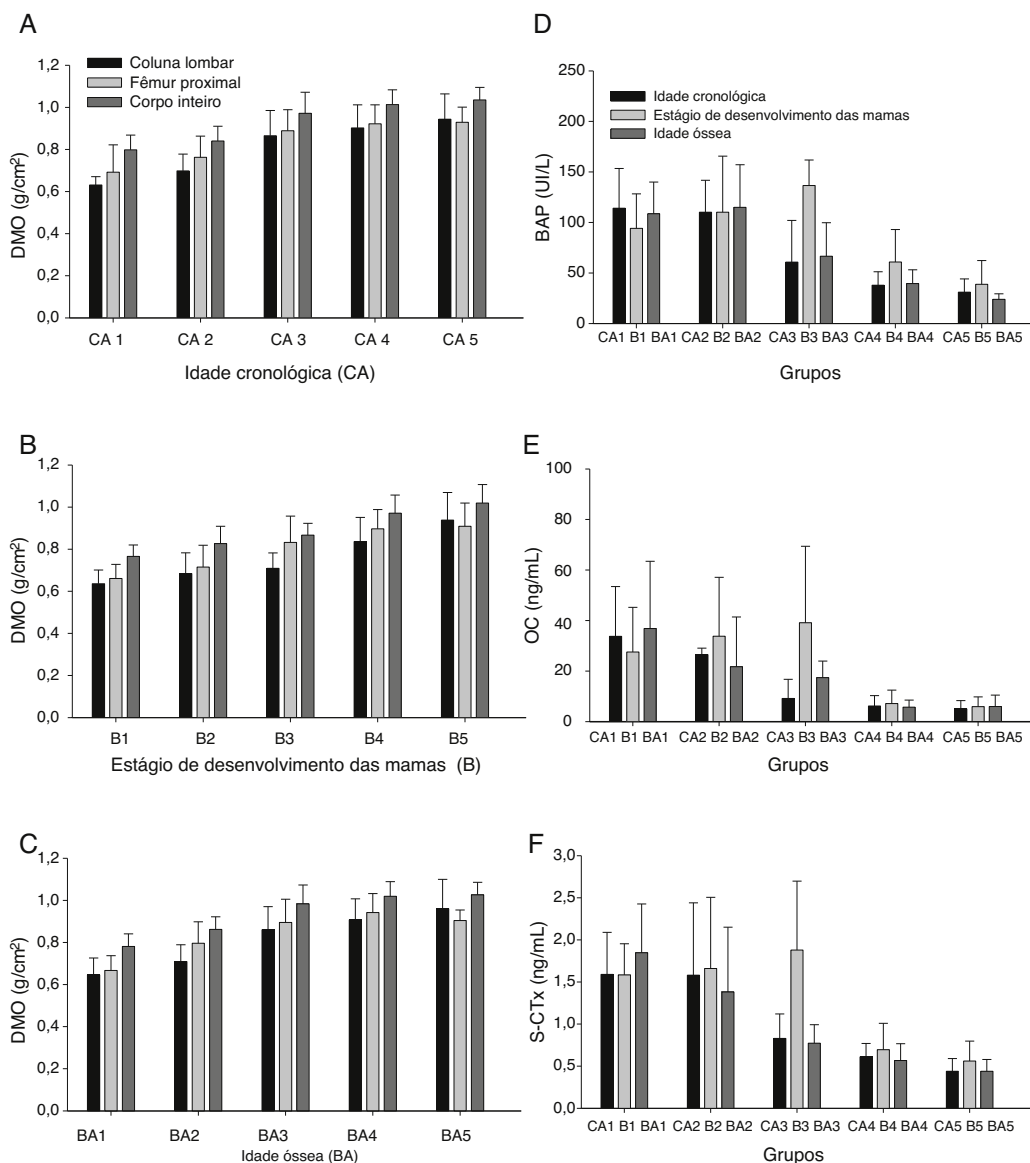 A
1,2
1,0
0,8
0,6
0,4
0,2
0,0
DMO (g/cm²)
Coluna lombar
Fêmur proximal
Corpo inteiro
CA 1 CA 2 CA 3 CA 4 CA 5
Idade cronológica (CA)
B
1,2
1,0
0,8
0,6
0,4
0,2
0,0
DMO (g/cm²)
B1 B2 B3 B4 B5
Estágio de desenvolvimento das mamas (B)
C
1,2
1,0
0,8
0,6
0,4
0,2
0,0
DMO (g/cm²)
BA1 BA2 BA3 BA4 BA5
Idade óssea (BA)
D
250
200
150
100
50
0
BAP (UI/L)
Idade cronológica
Estágio de desenvolvimento das mamas
Idade óssea
CA1 B1 BA1 CA2 B2 BA2 CA3 B3 BA3 CA4 B4 BA4 CA5 B5 BA5
Grupos
E
100
80
60
40
20
0
OC (ng/mL)
CA1 B1 BA1 CA2 B2 BA2 CA3 B3 BA3 CA4 B4 BA4 CA5 B5 BA5
Grupos
F
3,0
2,5
2,0
1,5
1,0
0,5
0,0
S-CTx (ng/mL)
CA1 B1 BA1 CA2 B2 BA2 CA3 B3 BA3 CA4 B4 BA4 CA5 B5 BA5
Grupos